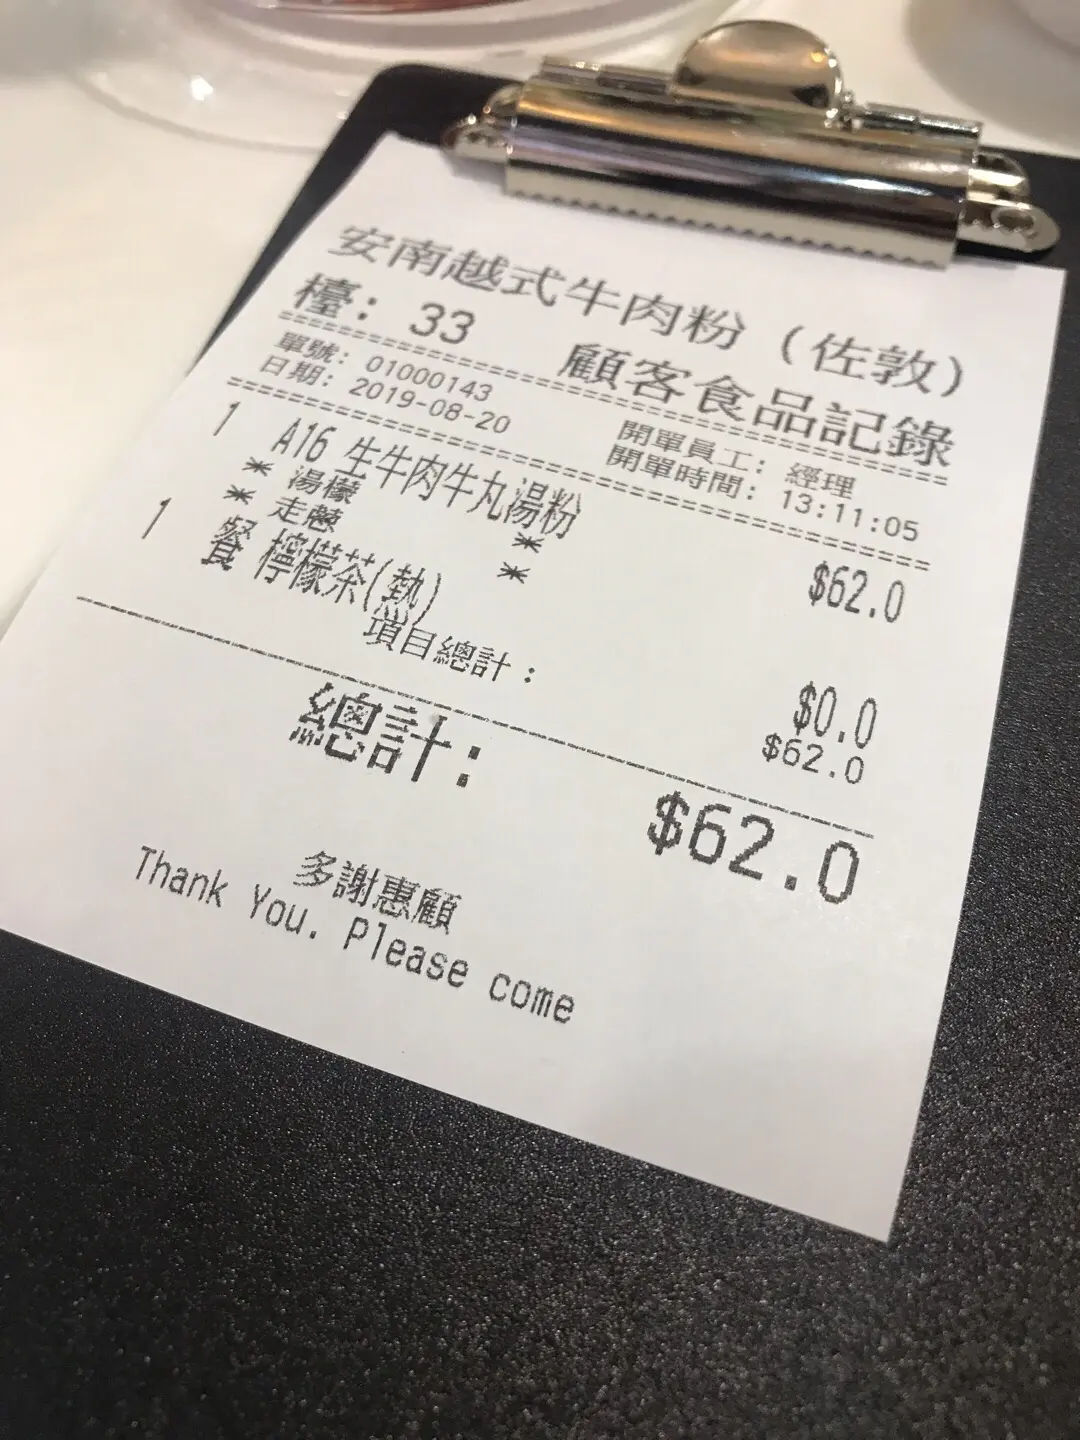 安南越式牛肉粉（佐敦）
檯: 33 顧客食品記錄
單號: 01000143 開單員工: 經理
日期: 2019-08-20 開單時間: 13:11:05
1 A16 生牛肉牛丸湯粉 $62.0
* 湯檬 *
* 走蔥 *
1 餐 檸檬茶(熱) $0.0
項目總計: $62.0
總計: $62.0
多謝惠顧
Thank You. Please come